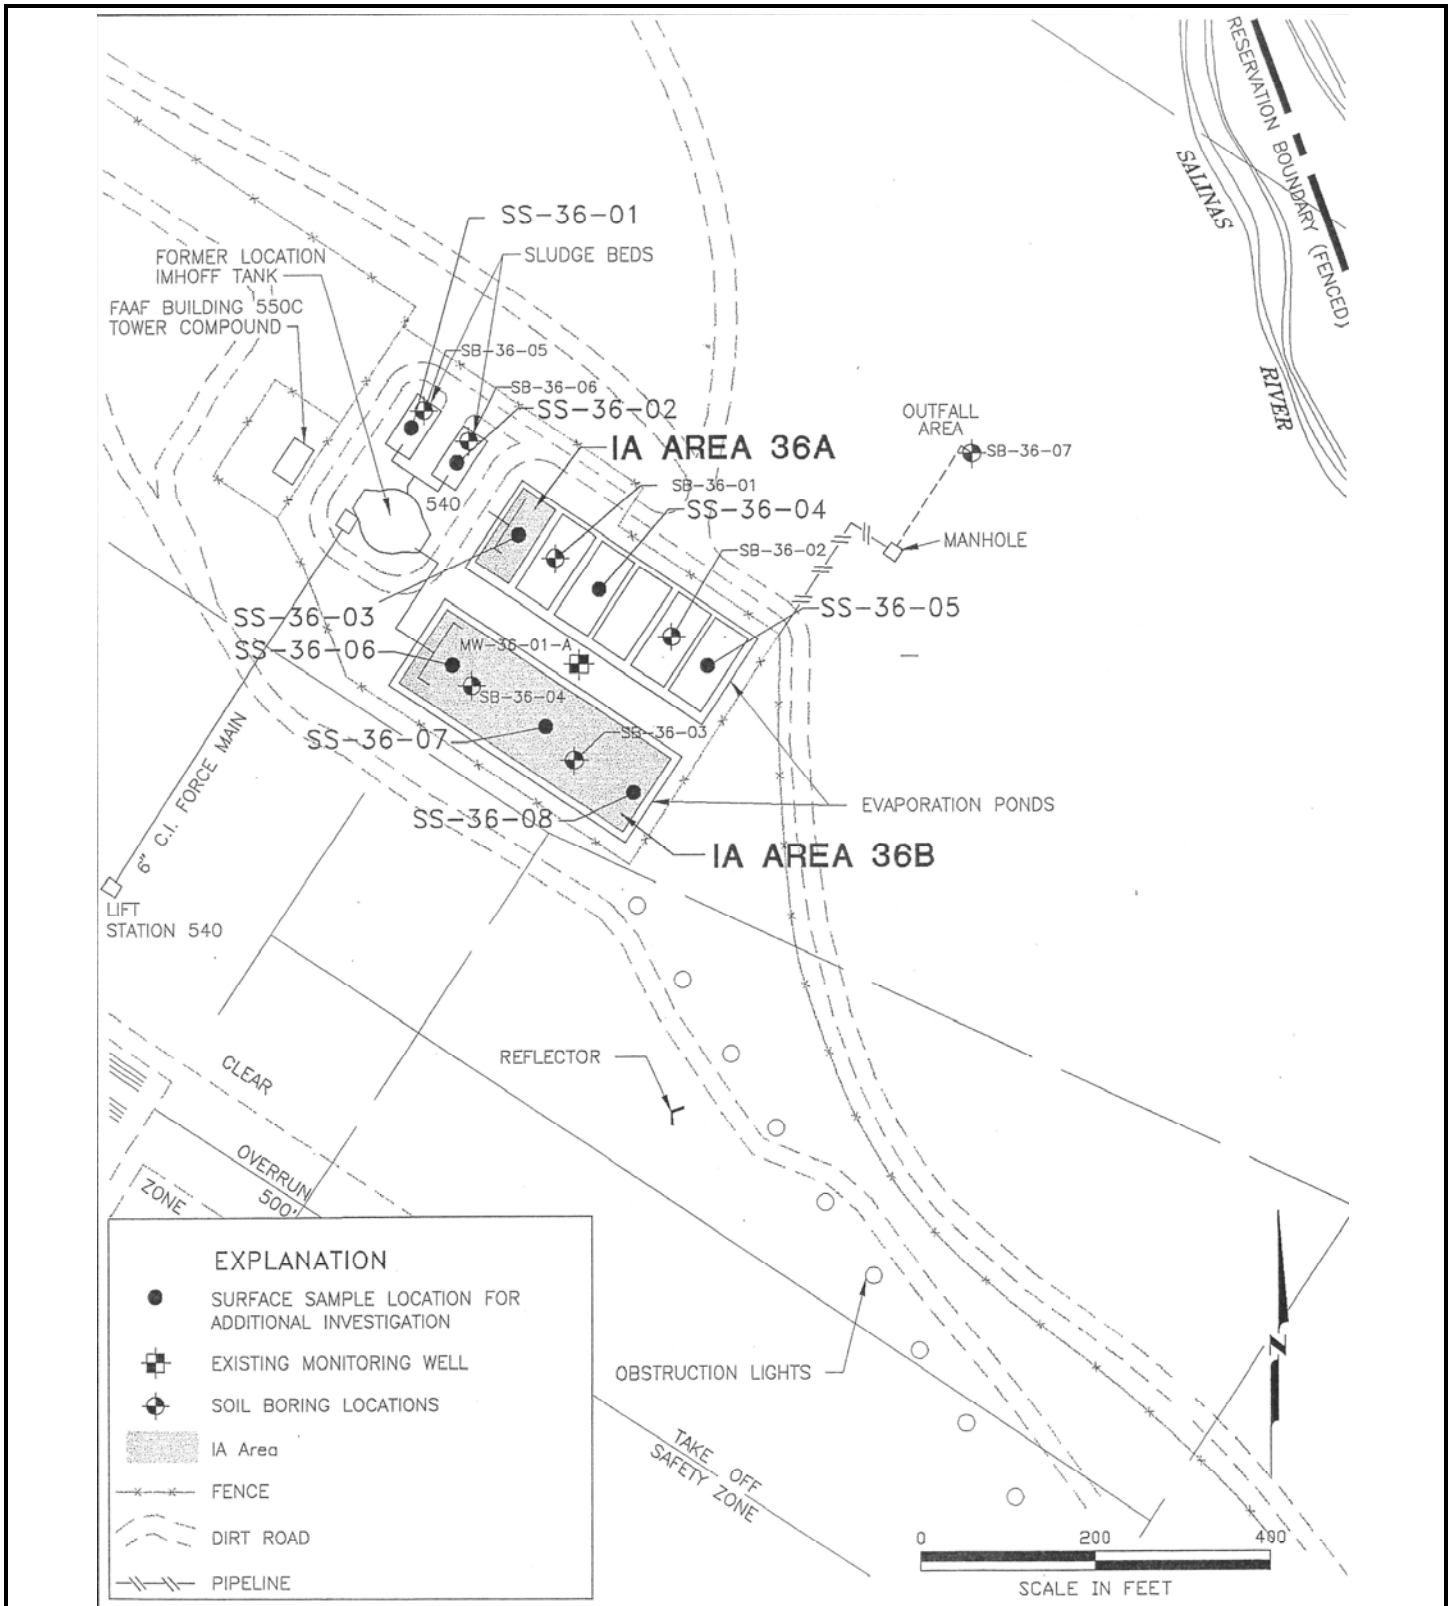 RESERVATION BOUNDARY (FENCED)
SALINAS
RIVER
SS-36-01
SLUDGE BEDS
FORMER LOCATION
IMHOFF TANK
FAAF BUILDING 550C
TOWER COMPOUND
SB-36-05
SB-36-06
SS-36-02
OUTFALL
AREA
SB-36-07
IA AREA 36A
SB-36-01
540
SS-36-04
MANHOLE
SB-36-02
SS-36-05
SS-36-03
SS-36-06
MW-36-01-A
SB-36-04
SS-36-07
SB-36-03
EVAPORATION PONDS
SS-36-08
IA AREA 36B
6" C.I. FORCE MAIN
LIFT
STATION 540
REFLECTOR
CLEAR
OVERRUN
500'
ZONE
OBSTRUCTION LIGHTS
TAKE OFF
SAFETY ZONE
EXPLANATION
SURFACE SAMPLE LOCATION FOR
ADDITIONAL INVESTIGATION
EXISTING MONITORING WELL
SOIL BORING LOCATIONS
IA Area
FENCE
DIRT ROAD
PIPELINE
N
0 200 400
SCALE IN FEET